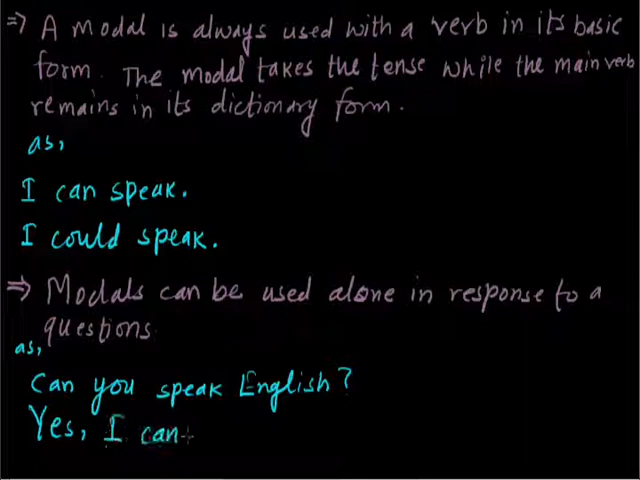 ⇒ A modal is always used with a verb in its basic
form. The modal takes the tense while the main verb
remains in its dictionary form.
as,
I can speak.
I could speak.
⇒ Modals can be used alone in response to a
questions.
as,
Can you speak English?
Yes, I can